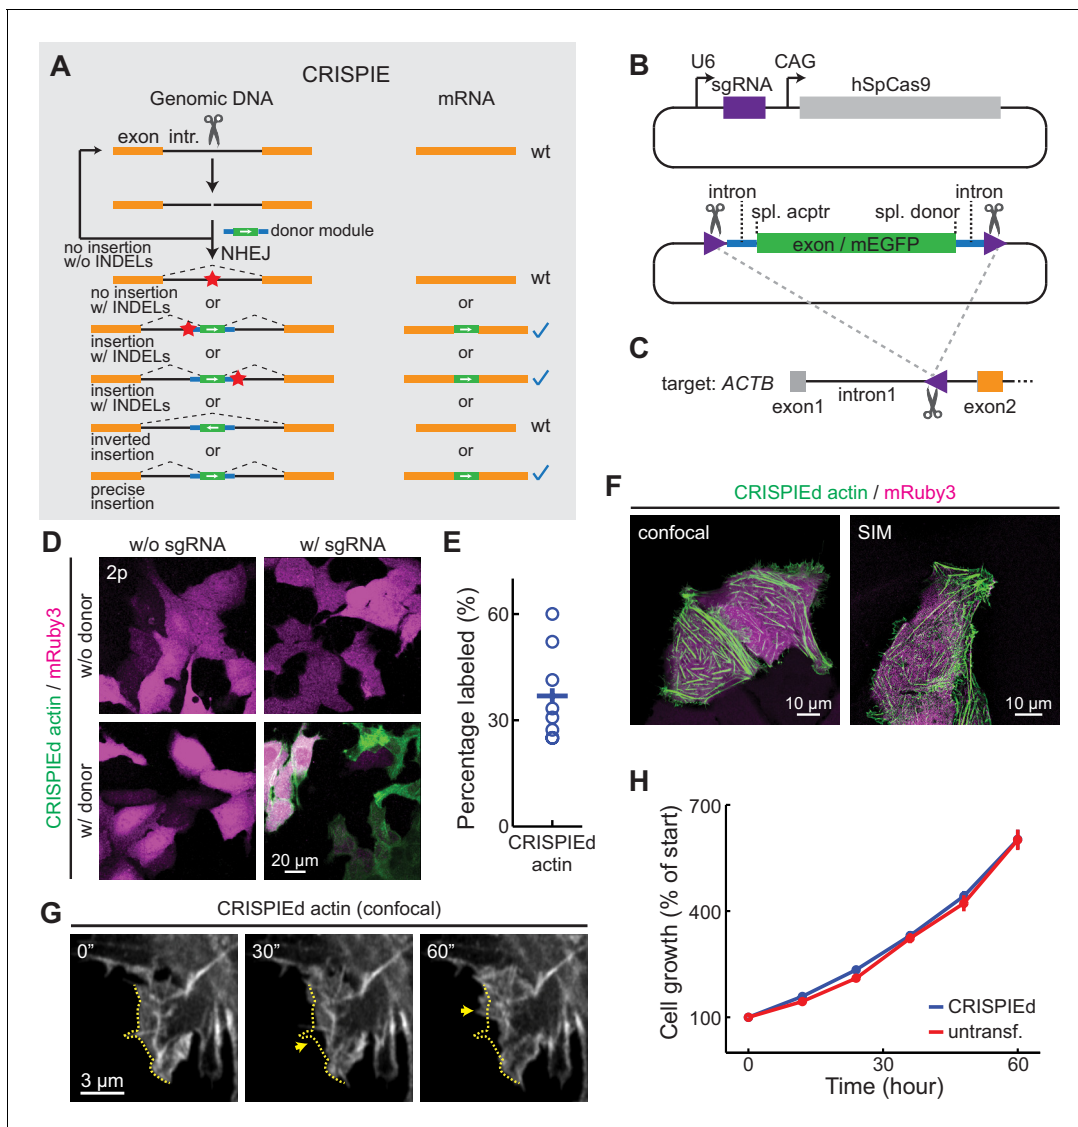 A
CRISPIE
Genomic DNA
mRNA
exon intr.
wt
donor module
no insertion
w/o INDELs
NHEJ
wt
no insertion
w/ INDELs
or
or
insertion
w/ INDELs
or
or
insertion
w/ INDELs
or
or
inverted
insertion
wt
or
or
precise
insertion
B
U6
CAG
sgRNA
hSpCas9
intron
intron
spl. acptr
spl. donor
exon / mEGFP
C
target: ACTB
exon1
intron1
exon2
D
w/o sgRNA
w/ sgRNA
CRISPIEd actin / mRuby3
w/o donor
w/ donor
2p
20 µm
E
Percentage labeled (%)
60
30
0
CRISPIEd
actin
F
CRISPIEd actin / mRuby3
confocal
SIM
10 µm
10 µm
G
CRISPIEd actin (confocal)
0”
30”
60”
3 µm
H
Cell growth (% of start)
700
400
100
CRISPIEd
untransf.
0
30
60
Time (hour)